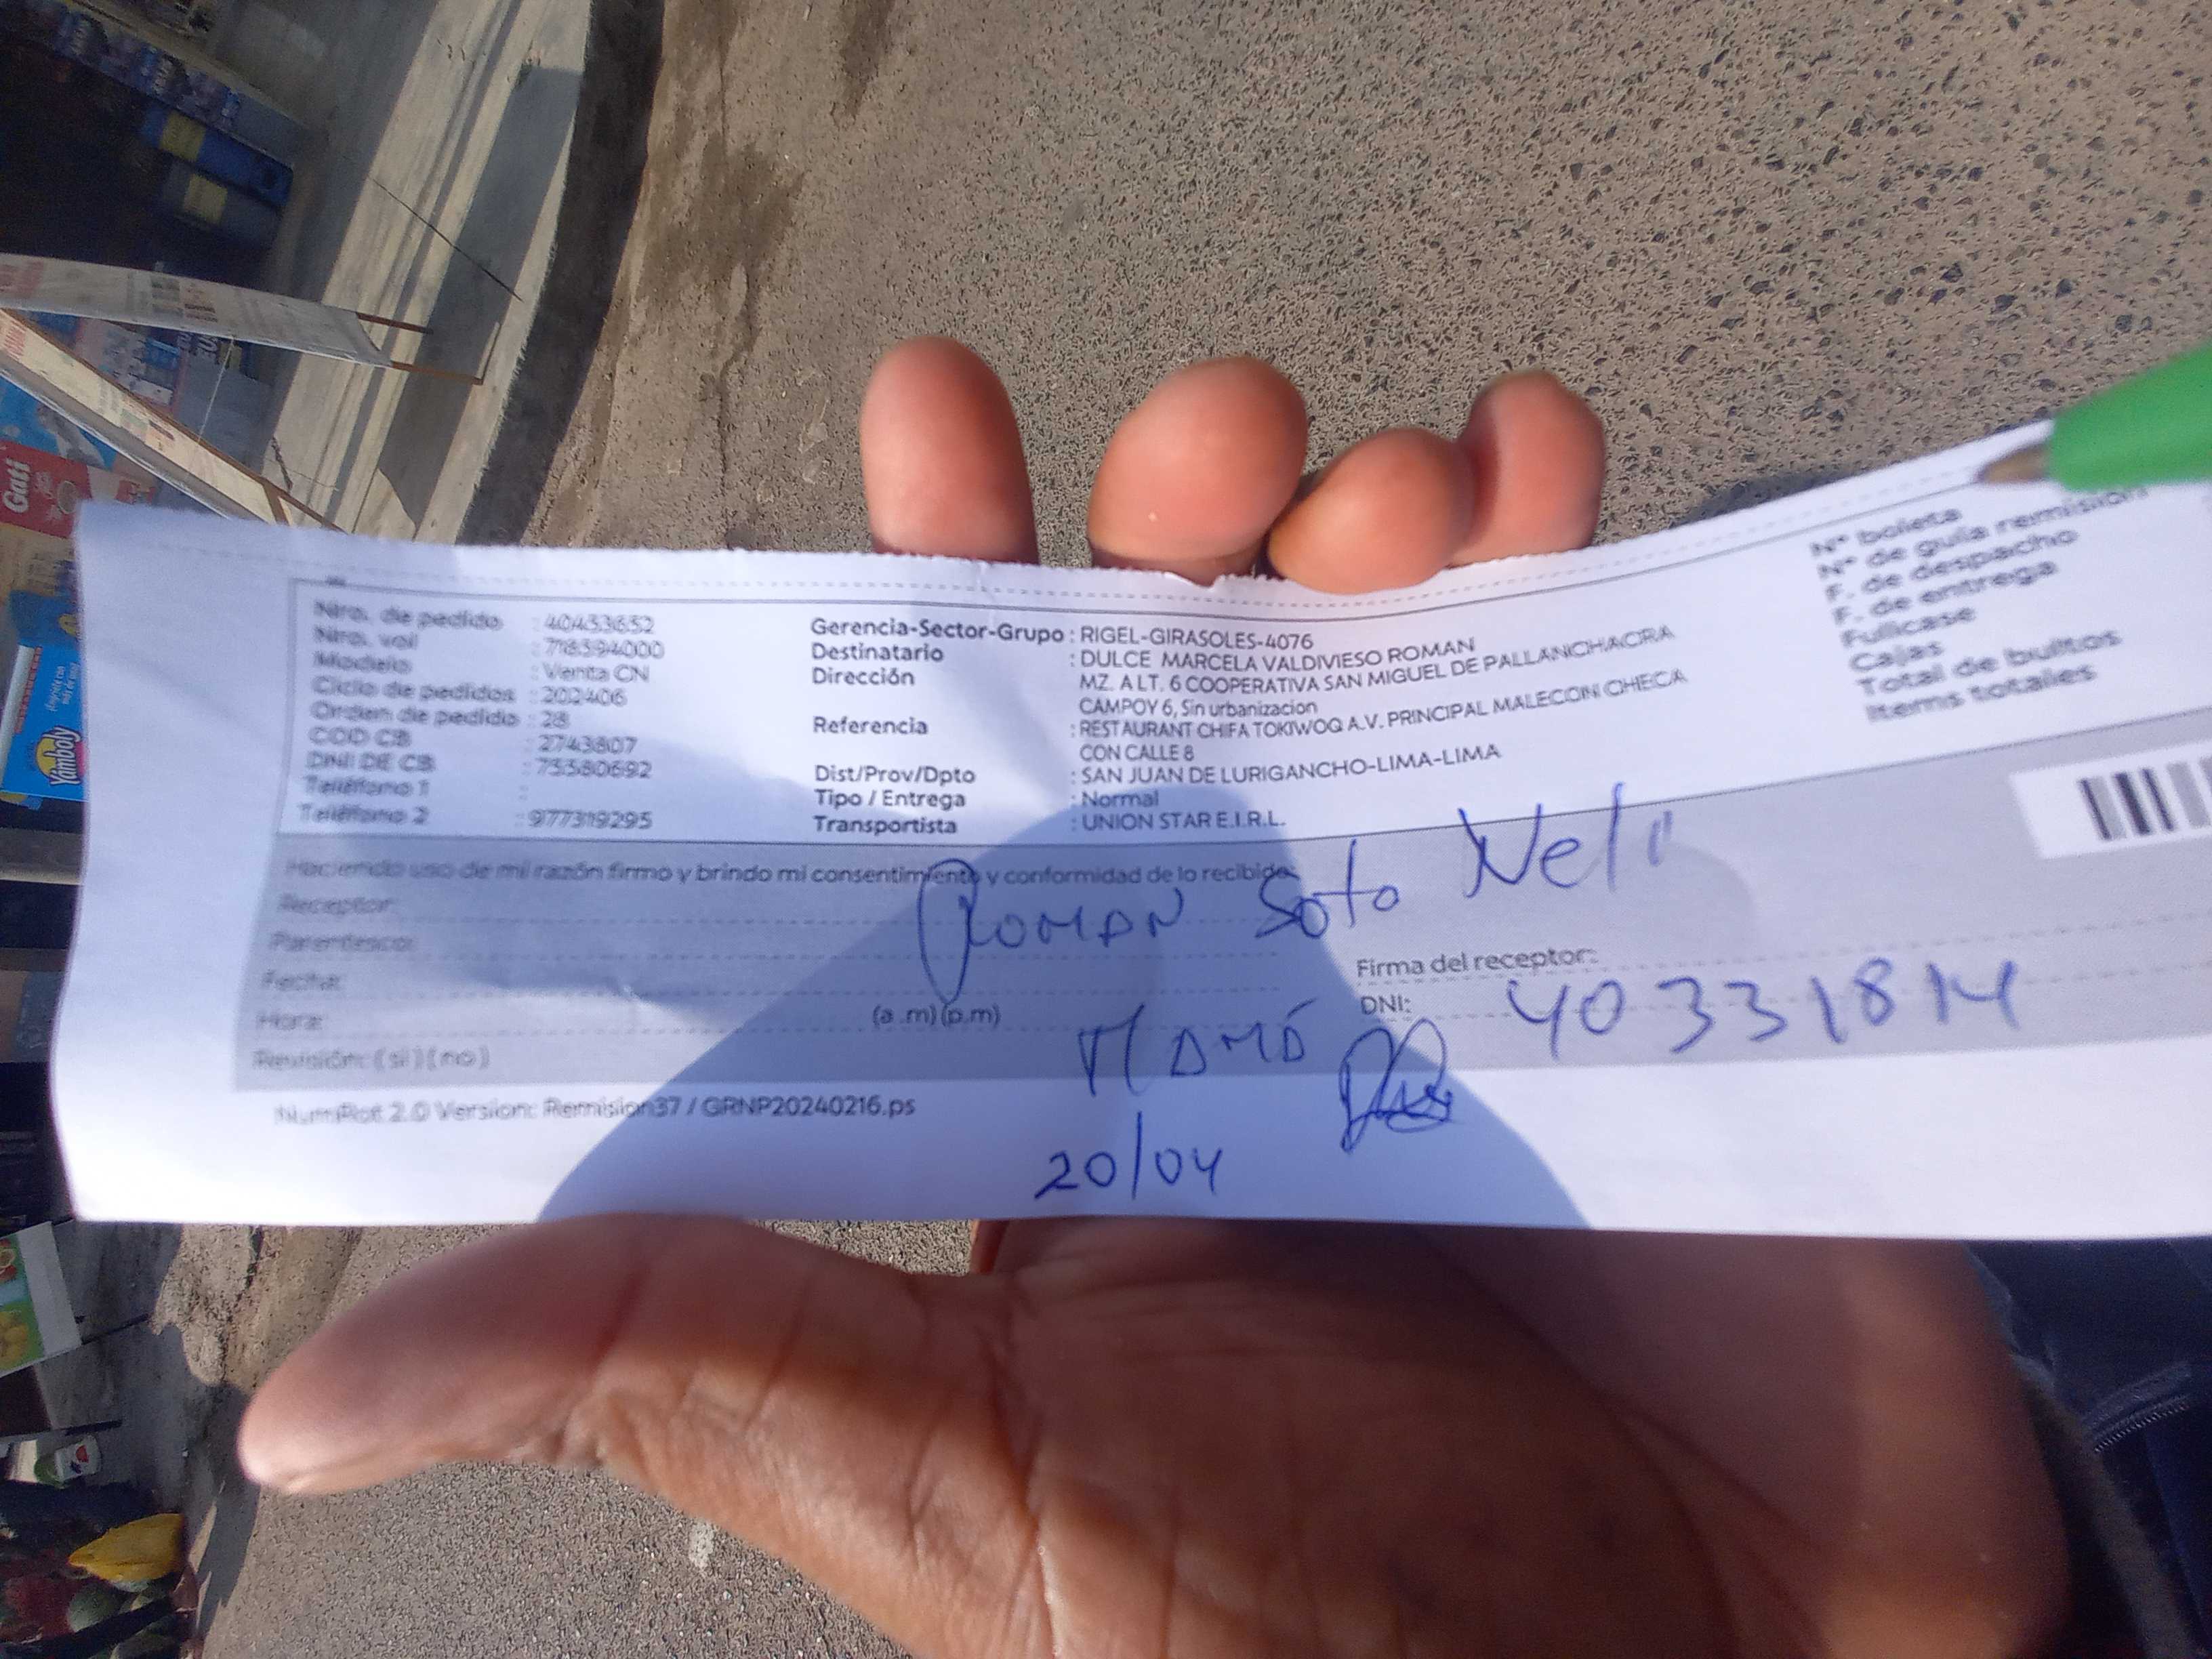 Nro. de pedido : 40433652
Nro. val : 718394000
Modelo : Venta CN
Ciclo de pedidos : 202406
Orden de pedido : 28
COD CB : 2743807
DNI DE CB : 75580692
Teléfono 1 :
Teléfono 2 : 977319295
Gerencia-Sector-Grupo : RIGEL-GIRASOLES-4076
Destinatario : DULCE MARCELA VALDIVIESO ROMAN
Dirección MZ. A LT. 6 COOPERATIVA SAN MIGUEL DE PALLANCHACRA
CAMPOY 6, Sin urbanizacion
Referencia : RESTAURANT CHIFA TOKIWOQ A.V. PRINCIPAL MALECON CHECA
CON CALLE 8
Dist/Prov/Dpto : SAN JUAN DE LURIGANCHO-LIMA-LIMA
Tipo / Entrega : Normal
Transportista : UNION STAR E.I.R.L.
N° boleta
N° de guía remisión
F. de despacho
F. de entrega
Fullcase
Cajas
Total de bultos
Items totales
Haciendo uso de mi razón firmo y brindo mi consentimiento y conformidad de lo recibido:
Receptor: ROMAN Soto Neli
Parentesco:
Fecha:
Hora: (a .m) (p.m)
Revisión: (si) (no)
Firma del receptor:
DNI: 40331814
MAMÁ
20/04
NumRot 2.0 Version: Remision37 / GRNP20240216.ps
Yamboly
Guti